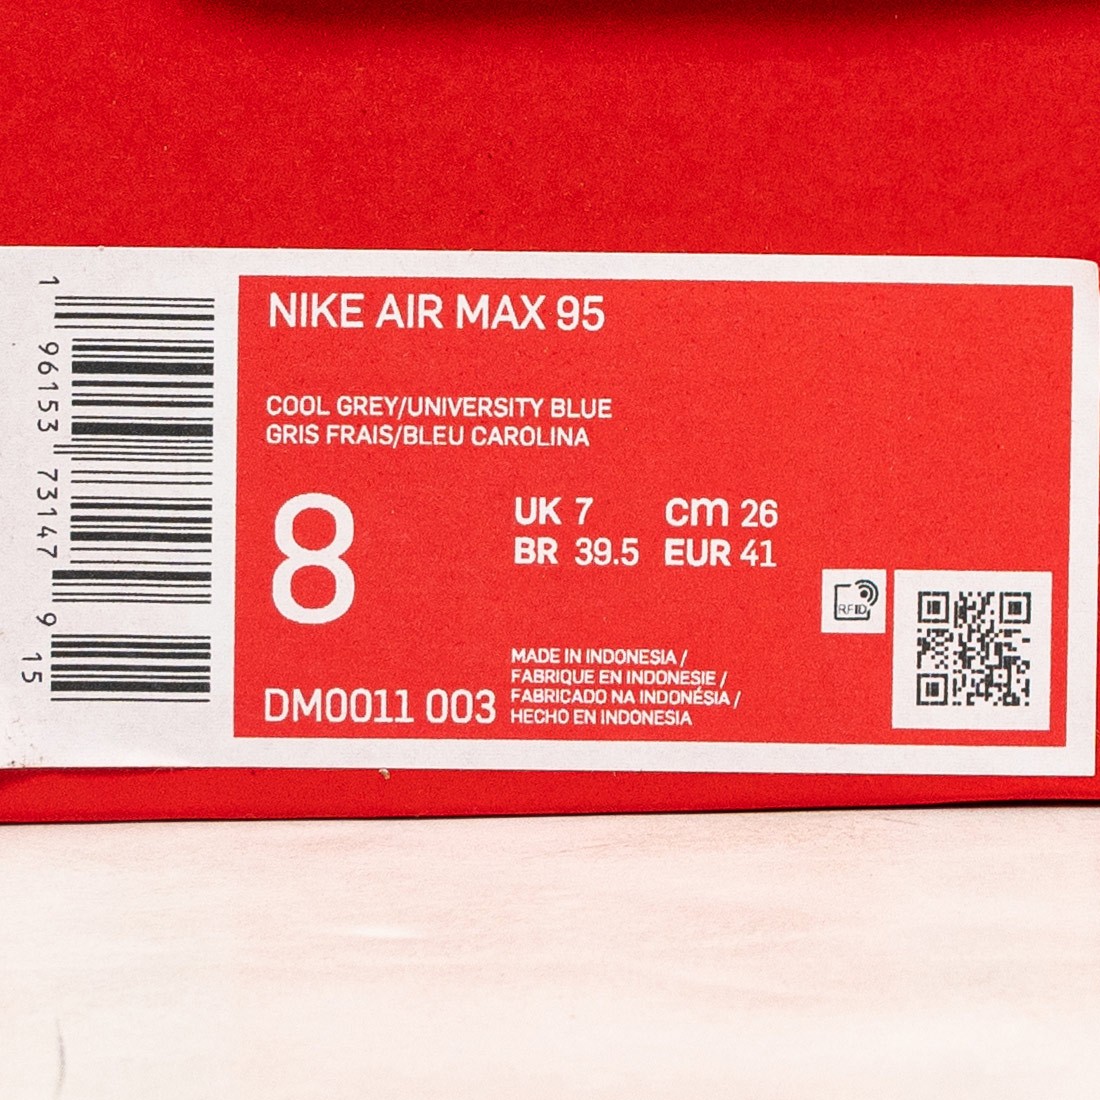 1 96153 73147 9 15
NIKE AIR MAX 95
COOL GREY/UNIVERSITY BLUE
GRIS FRAIS/BLEU CAROLINA
8
UK 7 cm 26
BR 39.5 EUR 41
RFID
MADE IN INDONESIA /
FABRIQUE EN INDONESIE /
FABRICADO NA INDONÉSIA /
HECHO EN INDONESIA
DM0011 003